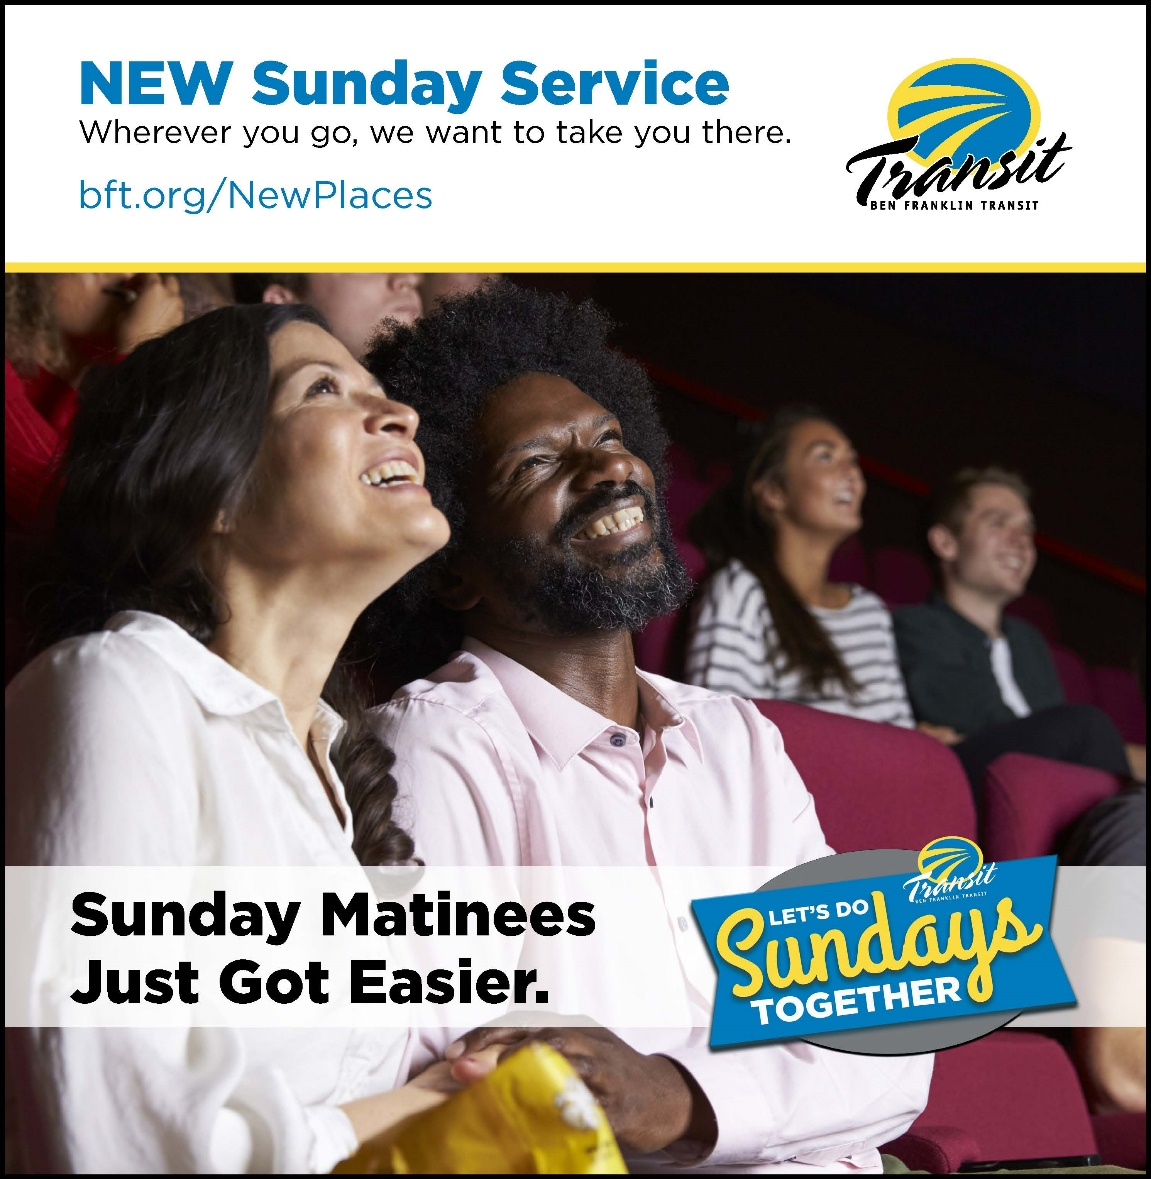 NEW Sunday Service
Wherever you go, we want to take you there.
bft.org/NewPlaces
Transit
BEN FRANKLIN TRANSIT
Sunday Matinees
Just Got Easier.
Transit
BEN FRANKLIN TRANSIT
LET'S DO
Sundays
TOGETHER